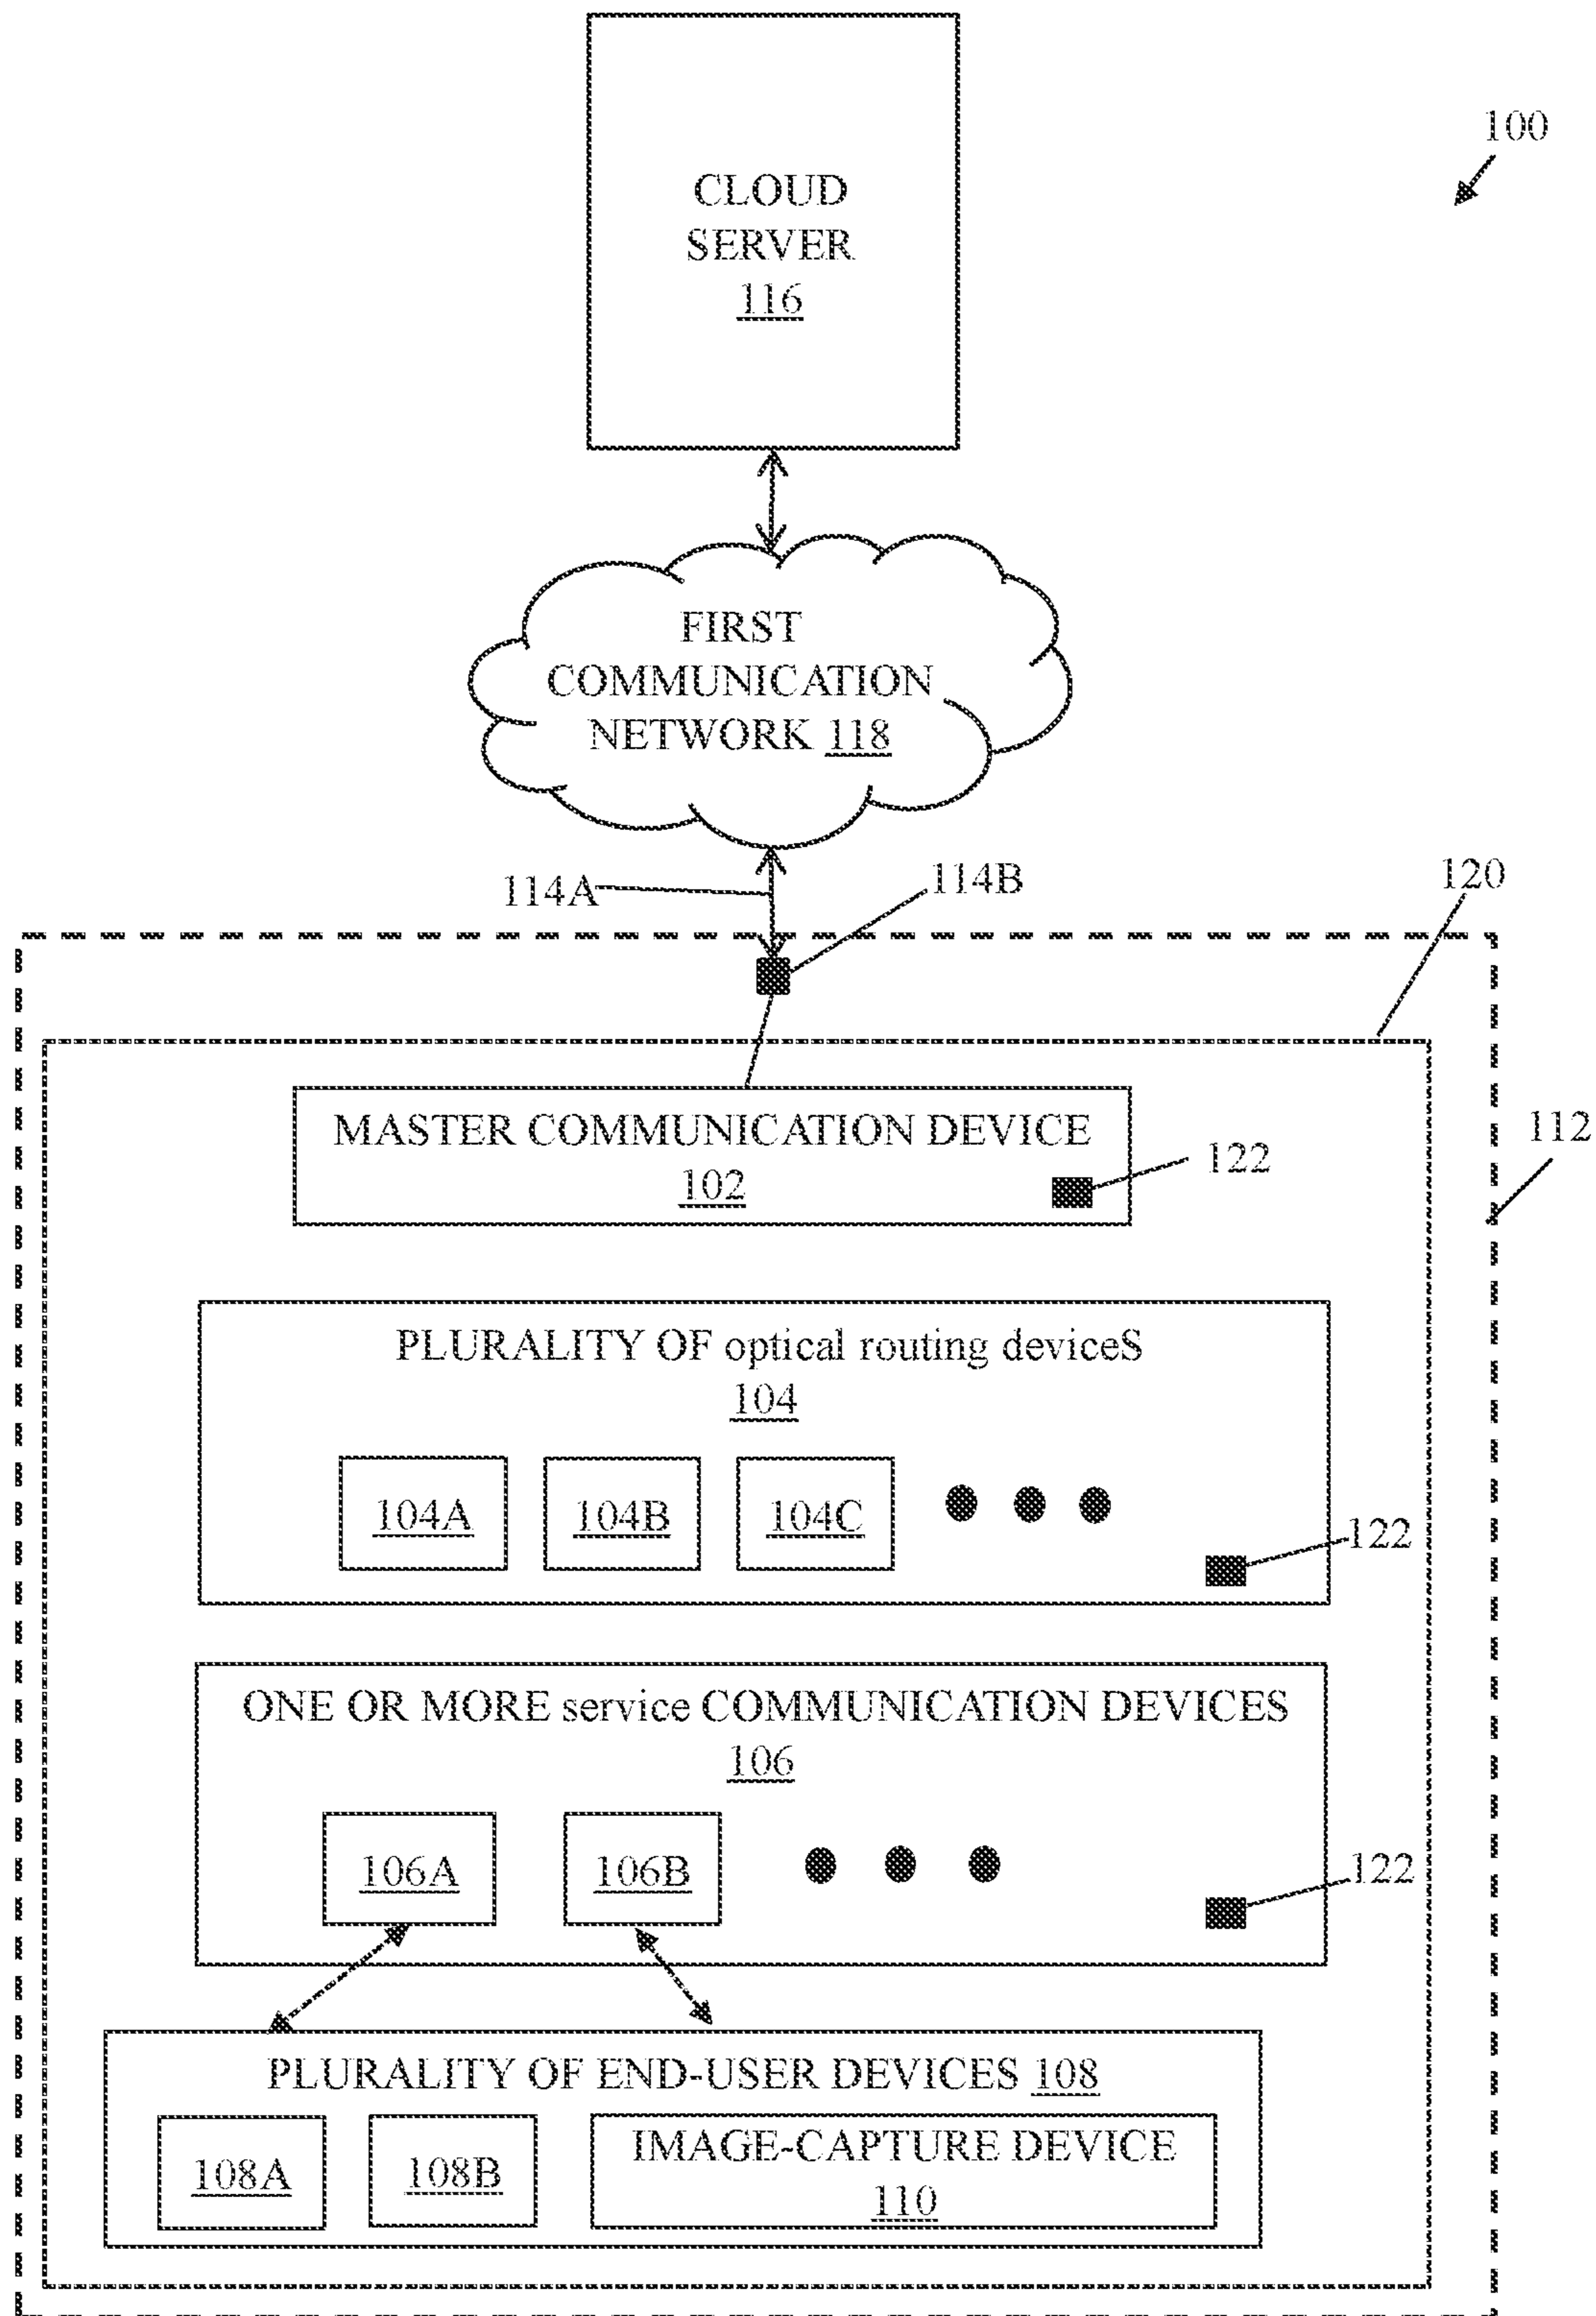 CLOUD
SERVER
116
100
FIRST
COMMUNICATION
NETWORK 118
114A
114B
120
MASTER COMMUNICATION DEVICE
102
122
112
PLURALITY OF optical routing deviceS
104
104A
104B
104C
122
ONE OR MORE service COMMUNICATION DEVICES
106
106A
106B
122
PLURALITY OF END-USER DEVICES 108
108A
108B
IMAGE-CAPTURE DEVICE
110